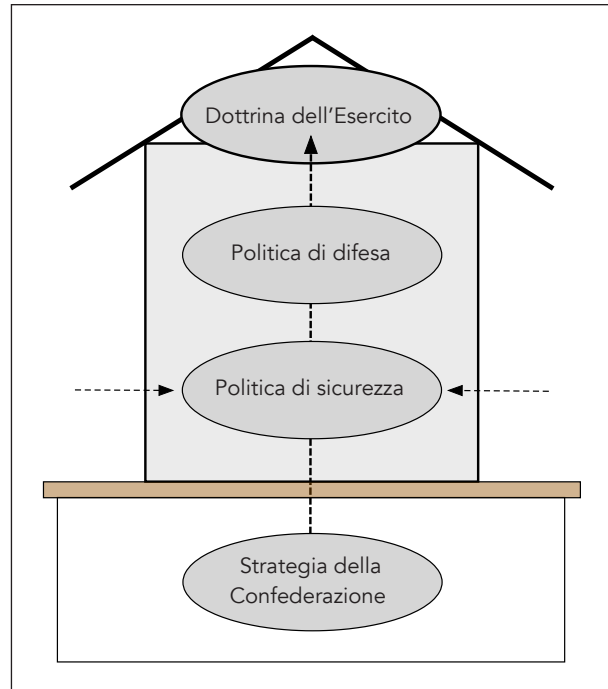 Dottrina dell’Esercito
Politica di difesa
Politica di sicurezza
Strategia della
Confederazione